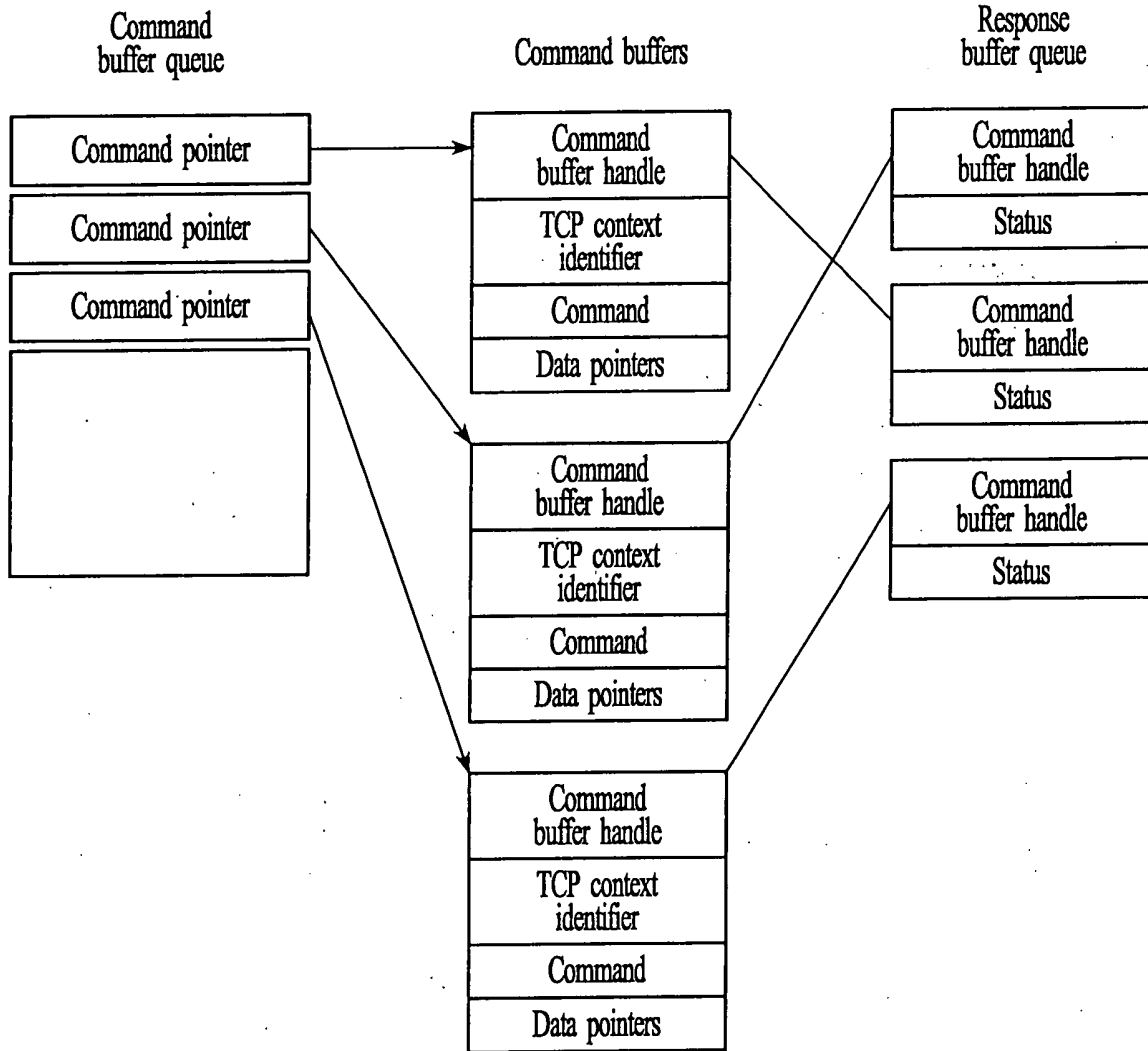 Command
buffer queue
Command buffers
Response
buffer queue
Command pointer
Command pointer
Command pointer
Command
buffer handle
TCP context
identifier
Command
Data pointers
Command
buffer handle
TCP context
identifier
Command
Data pointers
Command
buffer handle
TCP context
identifier
Command
Data pointers
Command
buffer handle
Status
Command
buffer handle
Status
Command
buffer handle
Status